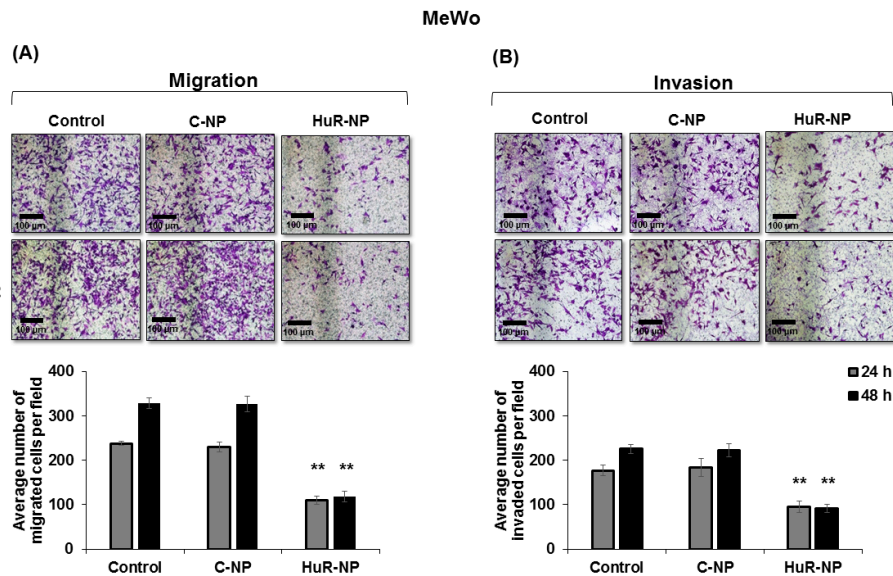 MeWo
(A)
Migration
Control C-NP HuR-NP
100 µm 100 µm 100 µm
100 µm 100 µm 100 µm
400
300
200
100
0
Average number of
migrated cells per field
** **
Control C-NP HuR-NP
(B)
Invasion
Control C-NP HuR-NP
100 µm 100 µm 100 µm
100 µm 100 µm 100 µm
24 h
48 h
400
300
200
100
0
Average number of
invaded cells per field
** **
Control C-NP HuR-NP